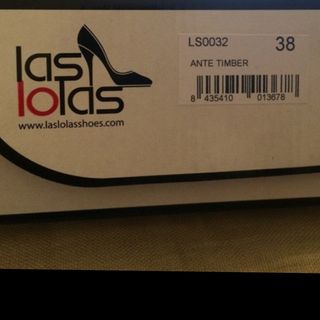 las
lolas
www.laslolasshoes.com
LS0032 38
ANTE TIMBER
8 435410 013678